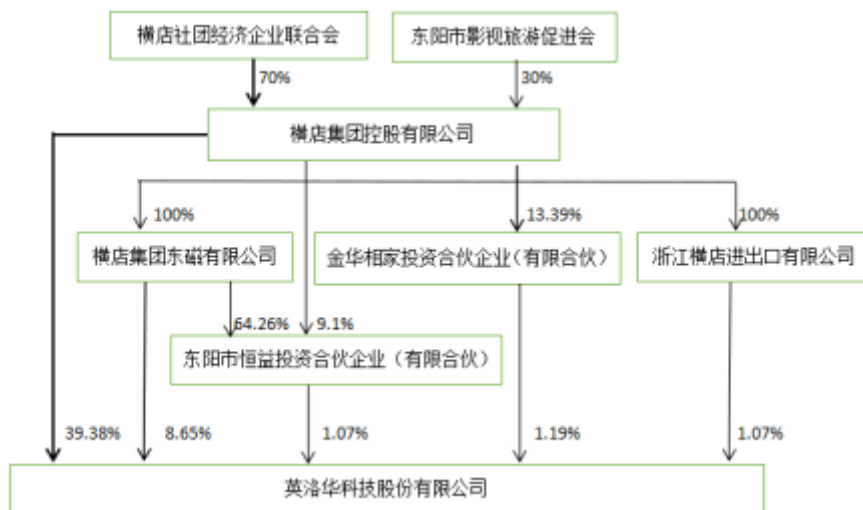 横店社团经济企业联合会
东阳市影视旅游促进会
70%
30%
横店集团控股有限公司
100%
13.39%
100%
横店集团东磁有限公司
金华相家投资合伙企业（有限合伙）
浙江横店进出口有限公司
64.26%
9.1%
东阳市恒益投资合伙企业（有限合伙）
39.38%
8.65%
1.07%
1.19%
1.07%
英洛华科技股份有限公司